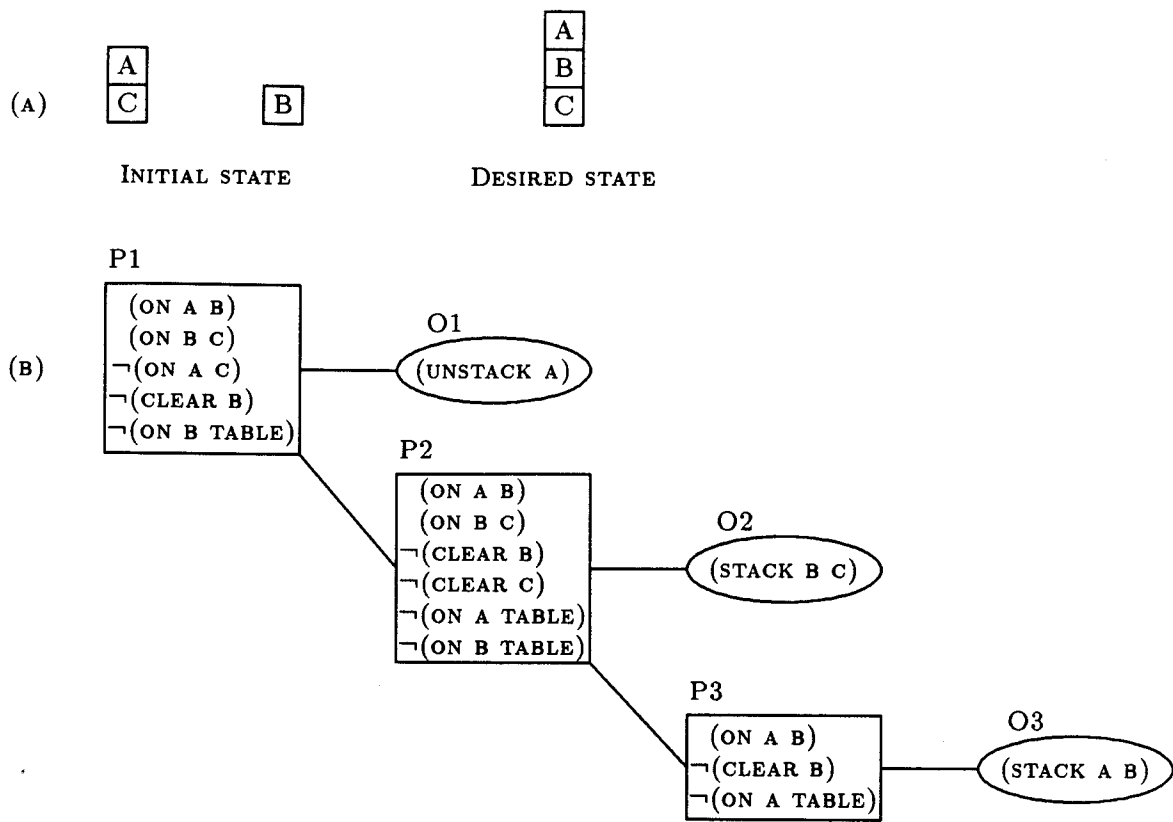 A
A
B
C
B
C
(A)
INITIAL STATE
DESIRED STATE
(B)
P1
(ON A B)
(ON B C)
¬(ON A C)
¬(CLEAR B)
¬(ON B TABLE)
O1
(UNSTACK A)
P2
(ON A B)
(ON B C)
¬(CLEAR B)
¬(CLEAR C)
¬(ON A TABLE)
¬(ON B TABLE)
O2
(STACK B C)
P3
(ON A B)
¬(CLEAR B)
¬(ON A TABLE)
O3
(STACK A B)